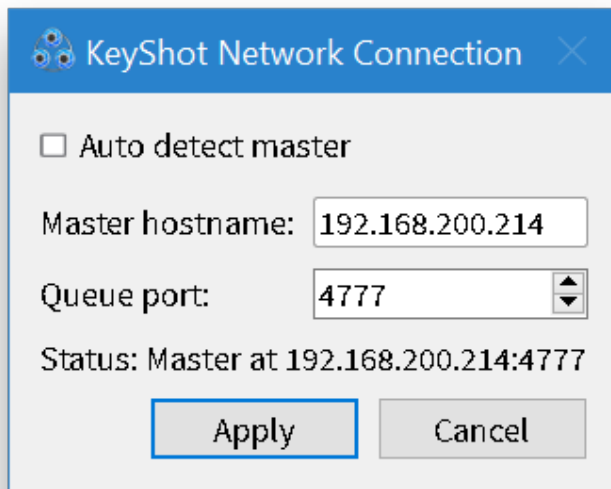 KeyShot Network Connection
Auto detect master
Master hostname: 192.168.200.214
Queue port: 4777
Status: Master at 192.168.200.214:4777
Apply Cancel